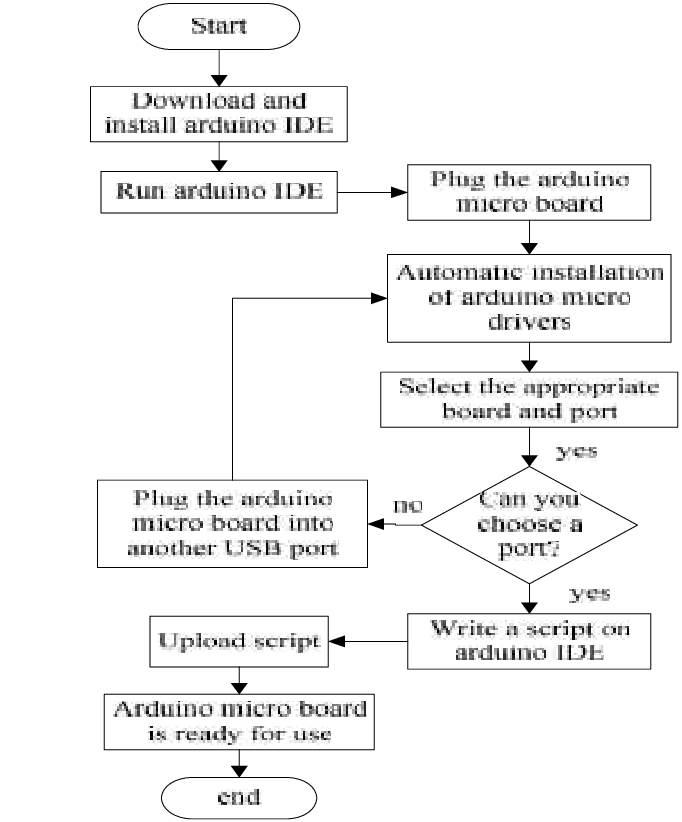 Start
Download and
install arduino IDE
Run arduino IDE
Plug the arduino
micro board
Automatic installation
of arduino micro
drivers
Select the appropriate
board and port
yes
Can you
choose a
port?
no
Plug the arduino
micro board into
another USB port
yes
Write a script on
arduino IDE
Upload script
Arduino micro board
is ready for use
end